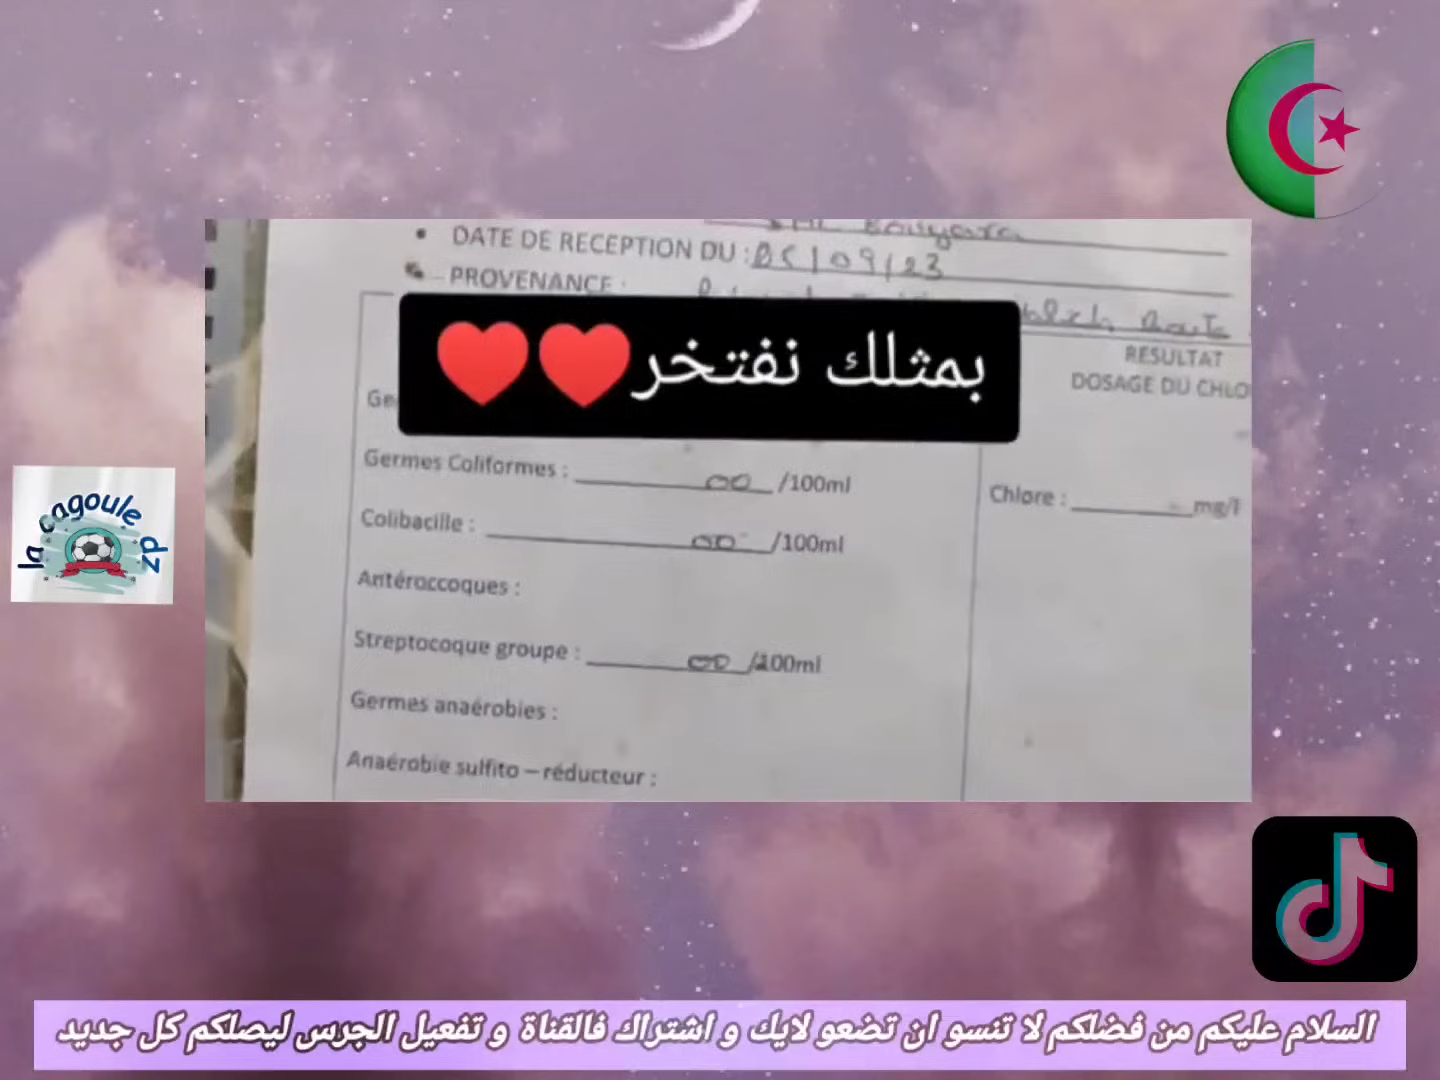 DATE DE RECEPTION DU : 05/09/23
PROVENANCE :
بمثلك نفتخر
RESULTAT
DOSAGE DU CHLO
Ge
Germes Coliformes : 00 /100ml
Chlore : mg/l
Colibacille : 00 /100ml
Antéroccoques :
Streptocoque groupe : 00 /100ml
Germes anaérobies :
Anaérobie sulfito – réducteur :
la cagoule dz
السلام عليكم من فضلكم لا تنسو ان تضعو لايك و اشتراك فالقناة و تفعيل الجرس ليصلكم كل جديد